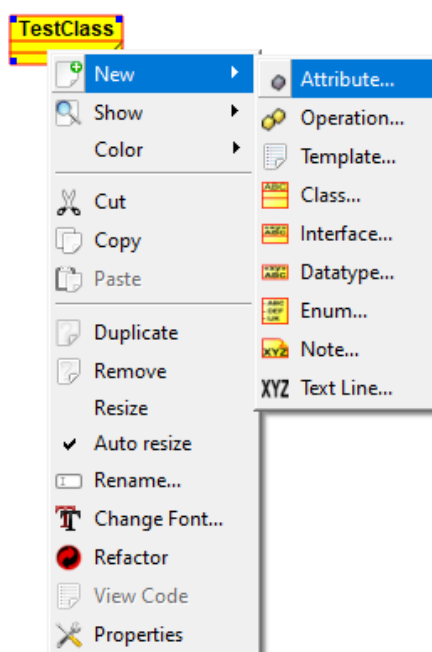 TestClass
New
Show
Color
Cut
Copy
Paste
Duplicate
Remove
Resize
Auto resize
Rename...
Change Font...
Refactor
View Code
Properties
Attribute...
Operation...
Template...
Class...
Interface...
Datatype...
Enum...
Note...
XYZ Text Line...